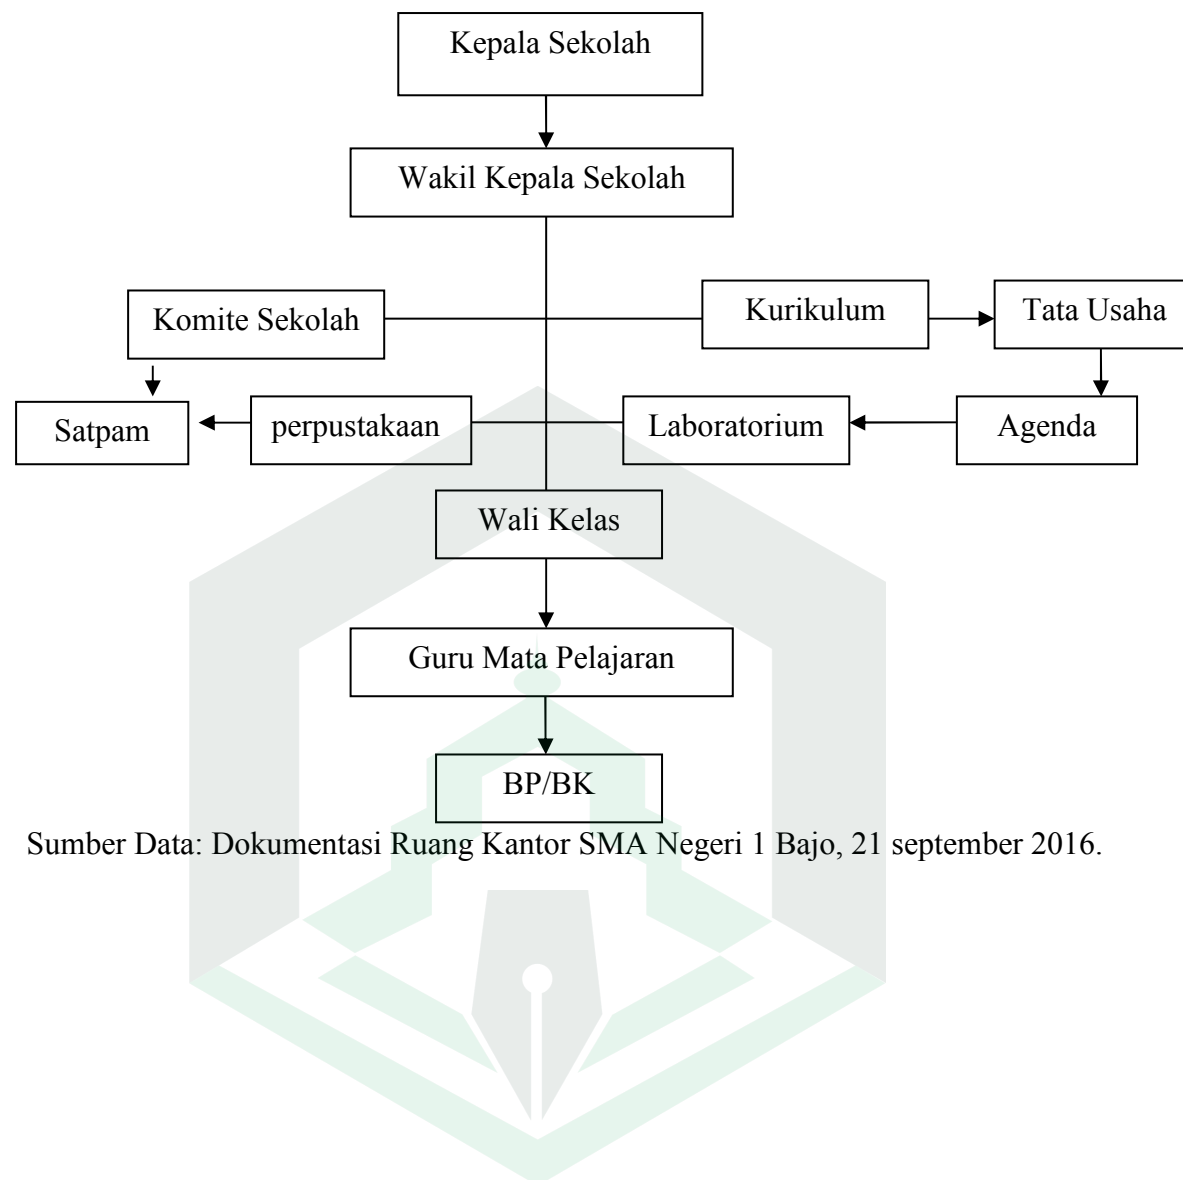 Kepala Sekolah
Wakil Kepala Sekolah
Komite Sekolah
Kurikulum
Tata Usaha
Satpam
perpustakaan
Laboratorium
Agenda
Wali Kelas
Guru Mata Pelajaran
BP/BK
Sumber Data: Dokumentasi Ruang Kantor SMA Negeri 1 Bajo, 21 september 2016.